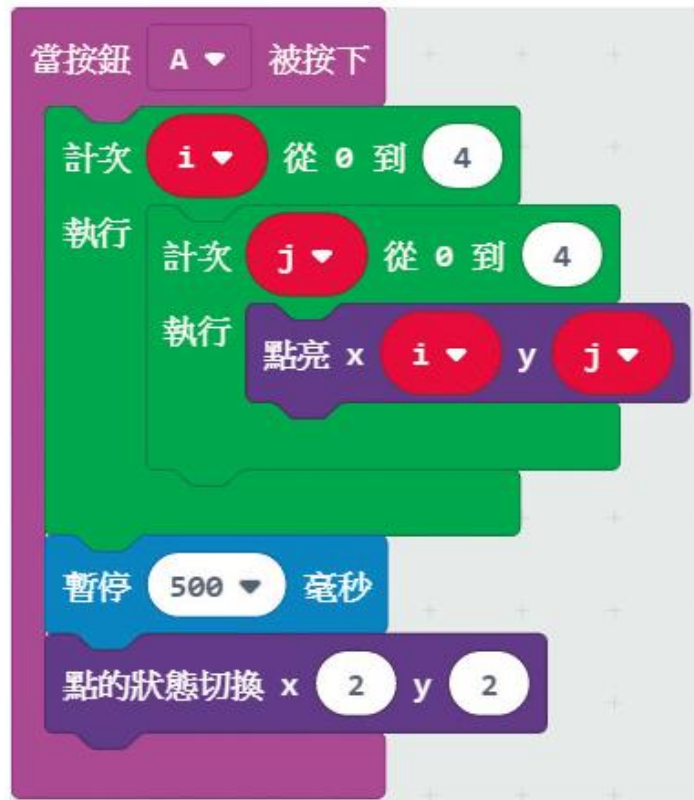 當按鈕 A 被按下
計次 i 從 0 到 4
執行
計次 j 從 0 到 4
執行
點亮 x i y j
暫停 500 毫秒
點的狀態切換 x 2 y 2